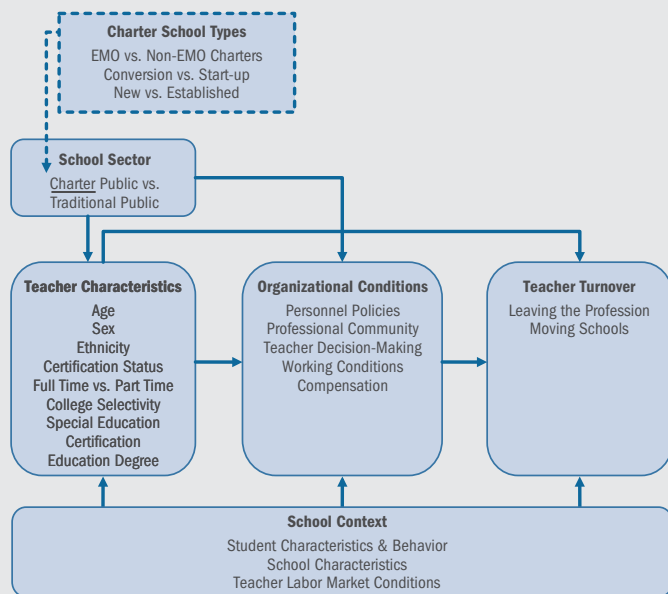 Charter School Types
EMO vs. Non-EMO Charters
Conversion vs. Start-up
New vs. Established
School Sector
Charter Public vs.
Traditional Public
Teacher Characteristics
Age
Sex
Ethnicity
Certification Status
Full Time vs. Part Time
College Selectivity
Special Education
Certification
Education Degree
Organizational Conditions
Personnel Policies
Professional Community
Teacher Decision-Making
Working Conditions
Compensation
Teacher Turnover
Leaving the Profession
Moving Schools
School Context
Student Characteristics & Behavior
School Characteristics
Teacher Labor Market Conditions